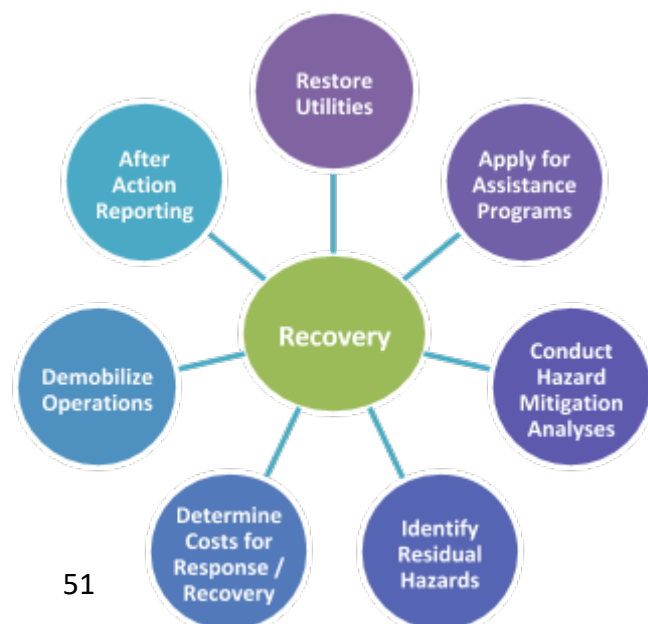 Restore
Utilities
Apply for
Assistance
Programs
Conduct
Hazard
Mitigation
Analyses
Identify
Residual
Hazards
Determine
Costs for
Response /
Recovery
Demobilize
Operations
After
Action
Reporting
Recovery
51